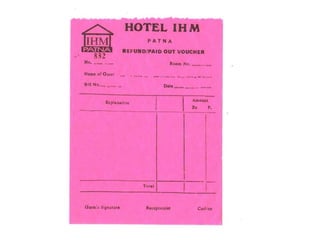 IHM
PATNA
552
HOTEL IHM
PATNA
REFUND/PAID OUT VOUCHER
No. Room No.
Name of Guest
Bill No. Date
Explanation Amount
Rs. P.
Total
Guest's Signature Receptionist Cashier